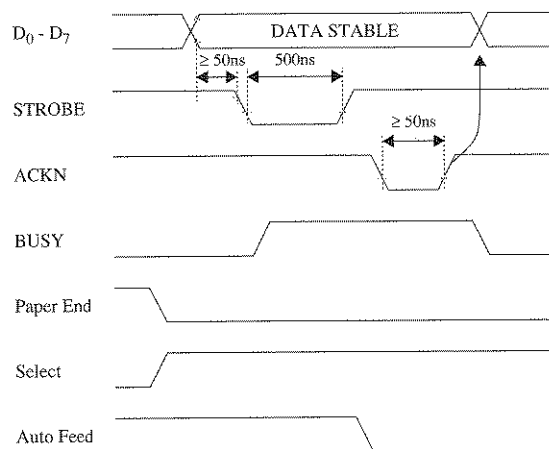 D0 - D7
DATA STABLE
≥ 50ns
500ns
STROBE
≥ 50ns
ACKN
BUSY
Paper End
Select
Auto Feed